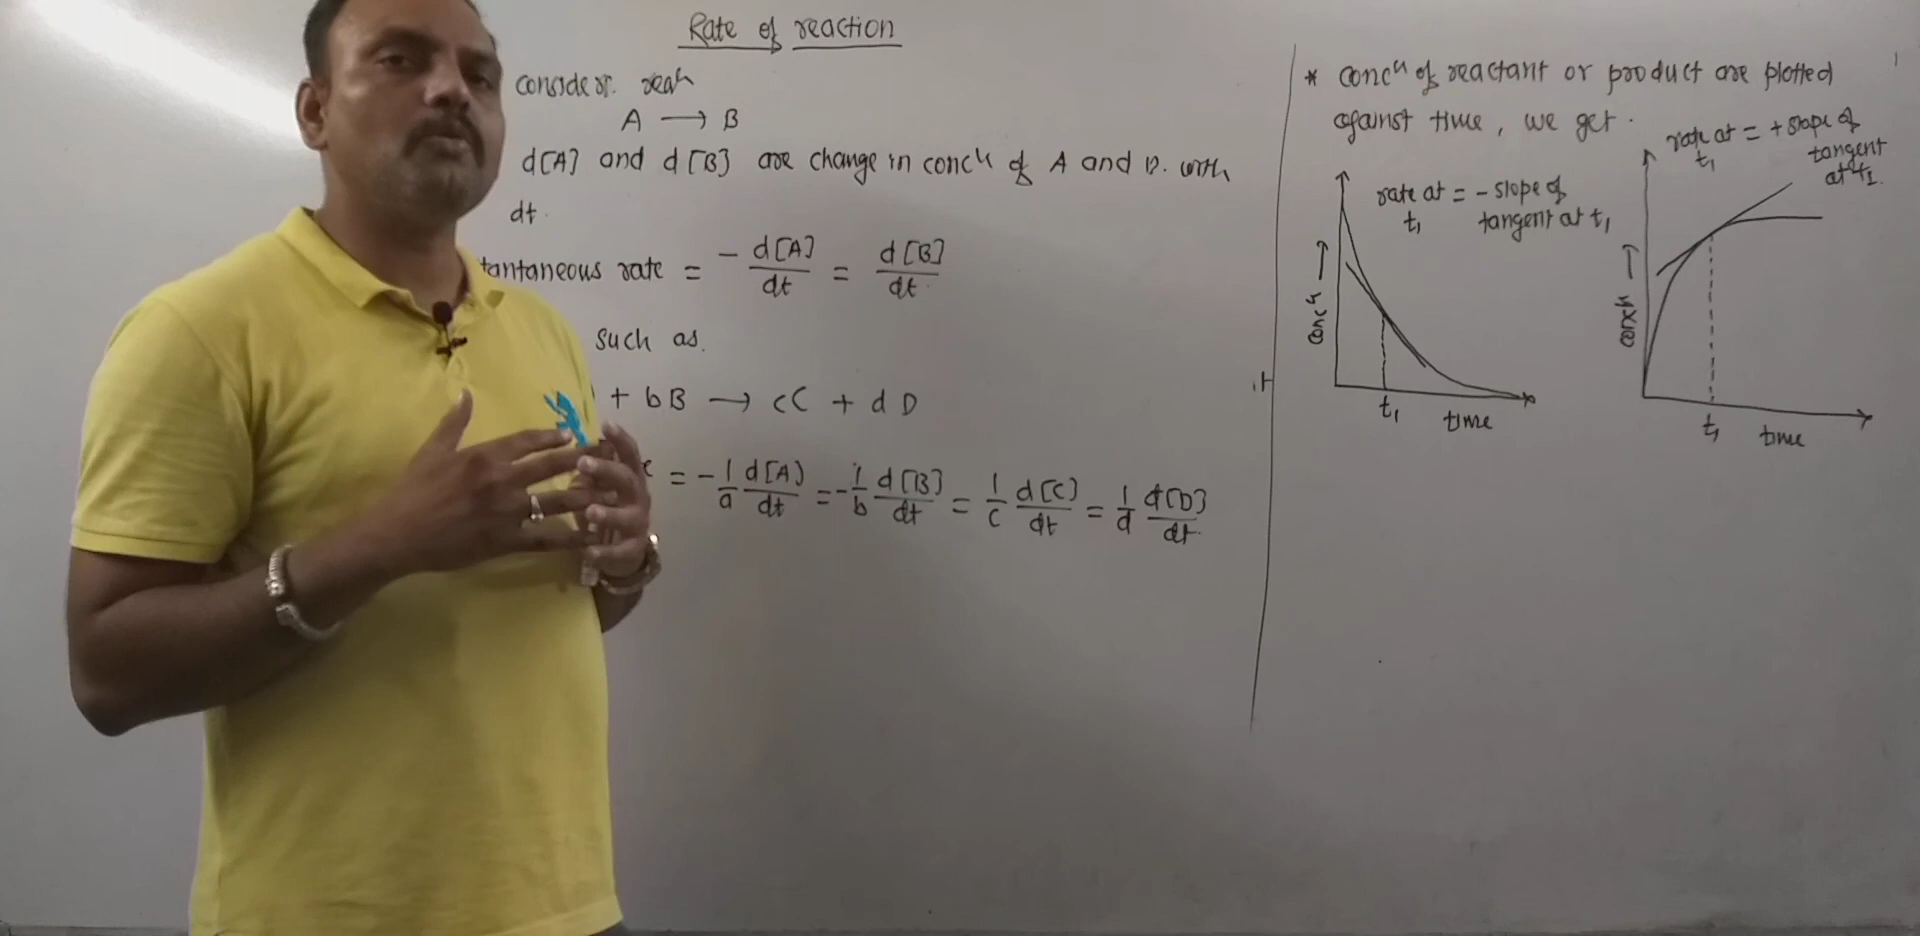 Rate of reaction
Consider reacn
A → B
d[A] and d[B] are change in concn of A and B. with
dt.
tantaneous rate = - d[A]/dt = d[B]/dt.
such as.
+ bB → cC + dD
= - 1/a d[A]/dt = - 1/b d[B]/dt = 1/c d[C]/dt = 1/d d[D]/dt.
* concn of reactant or product are plotted
against time, we get.
rate at t1 = - slope of
tangent at t1
concn →
t1 time
rate at t1 = + slope of
tangent
at t1.
concn →
t1 time